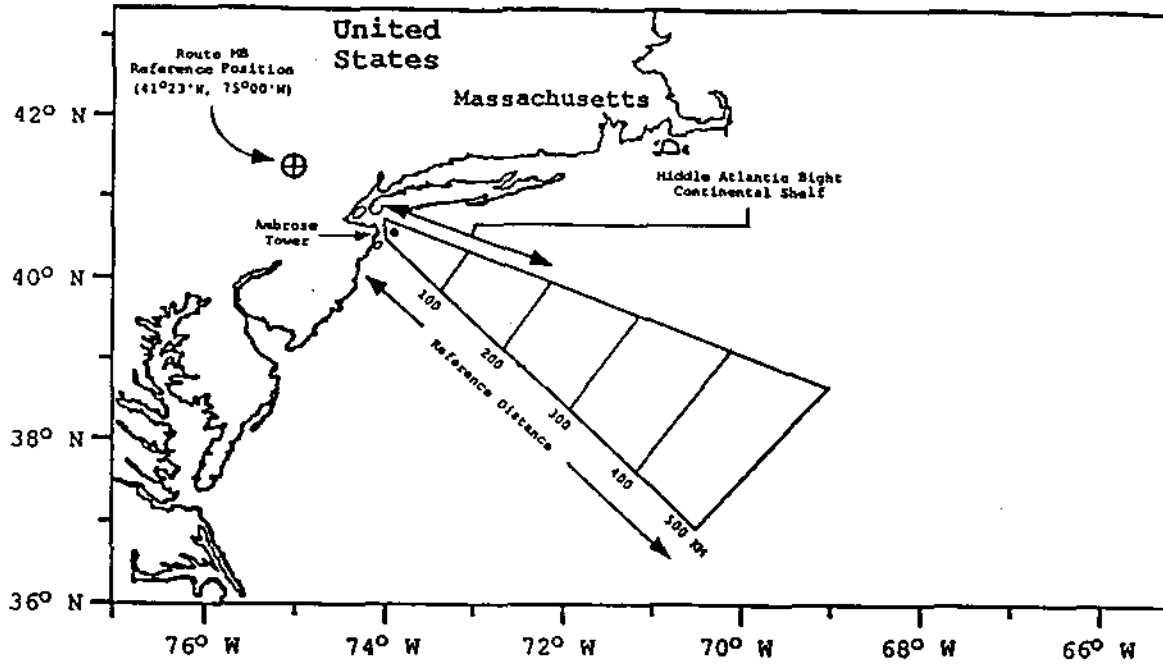 United
States
Route MB
Reference Position
(41°23'N, 75°00'W)
Massachusetts
42° N
Middle Atlantic Bight
Continental Shelf
Ambrose
Tower
40° N
100
200
300
400
500 KM
Reference Distance
38° N
36° N
76° W
74° W
72° W
70° W
68° W
66° W